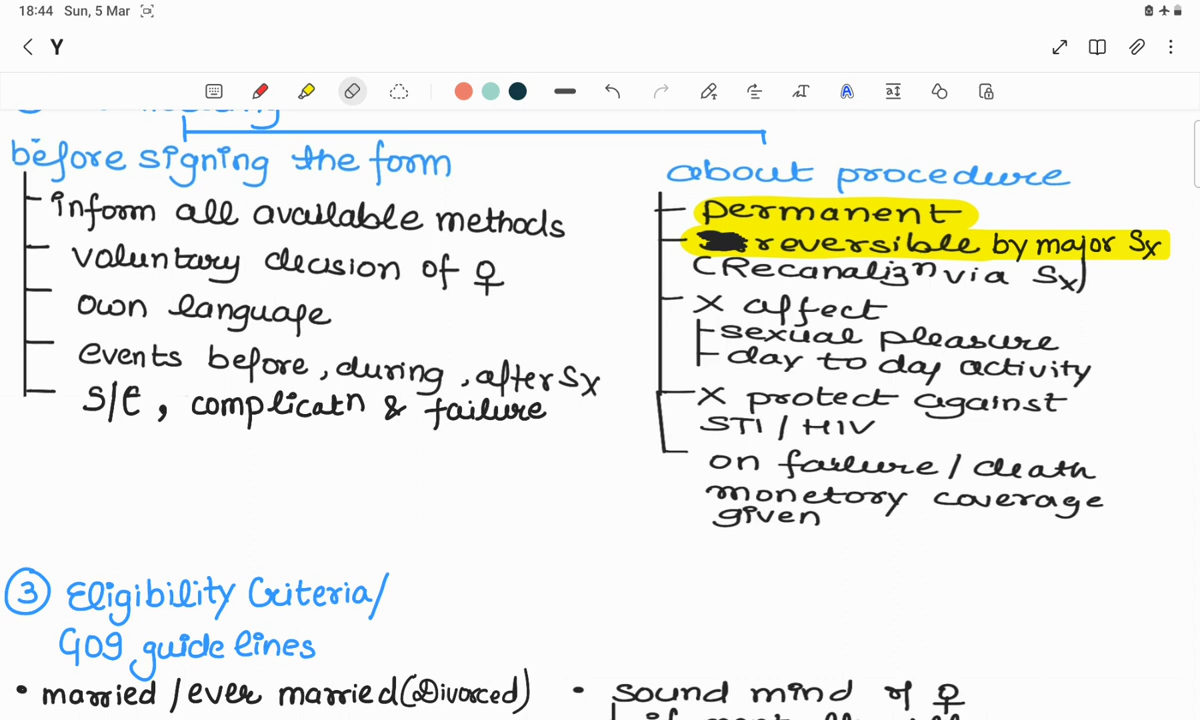 18:44 Sun, 5 Mar
Y
before signing the form
inform all available methods
voluntary decision of ♀
own language
events before, during, after Sx
S/E, complicatn & failure
about procedure
permanent
reversible by major Sx
(Recanalizn via Sx)
X affect
sexual pleasure
day to day activity
X protect against
STI / HIV
on failure / death
monetory coverage
given
③ Eligibility Criteria/
GOI guide lines
• married / ever married (Divorced)
• sound mind of ♀